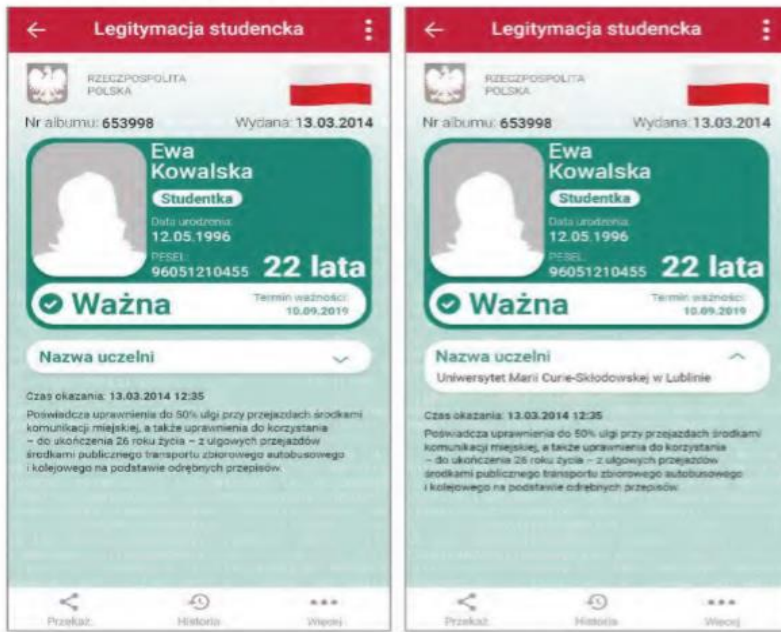 Legitymacja studencka
RZECZPOSPOLITA
POLSKA
Nr albumu: 653998 Wydana: 13.03.2014
Ewa
Kowalska
Studentka
Data urodzenia:
12.05.1996
PESEL:
96051210455 22 lata
Ważna
Termin ważności:
10.09.2019
Nazwa uczelni
Czas okazania: 13.03.2014 12:35
Poświadcza uprawnienia do 50% ulgi przy przejazdach środkami
komunikacji miejskiej, a także uprawnienia do korzystania
– do ukończenia 26 roku życia – z ulgowych przejazdów
środkami publicznego transportu zbiorowego autobusowego
i kolejowego na podstawie odrębnych przepisów.
Przekaż Historia Więcej
Legitymacja studencka
RZECZPOSPOLITA
POLSKA
Nr albumu: 653998 Wydana: 13.03.2014
Ewa
Kowalska
Studentka
Data urodzenia:
12.05.1996
PESEL:
96051210455 22 lata
Ważna
Termin ważności:
10.09.2019
Nazwa uczelni
Uniwersytet Marii Curie-Skłodowskej w Lublinie
Czas okazania: 13.03.2014 12:35
Poświadcza uprawnienia do 50% ulgi przy przejazdach środkami
komunikacji miejskiej, a także uprawnienia do korzystania
– do ukończenia 26 roku życia – z ulgowych przejazdów
środkami publicznego transportu zbiorowego autobusowego
i kolejowego na podstawie odrębnych przepisów.
Przekaż Historia Więcej